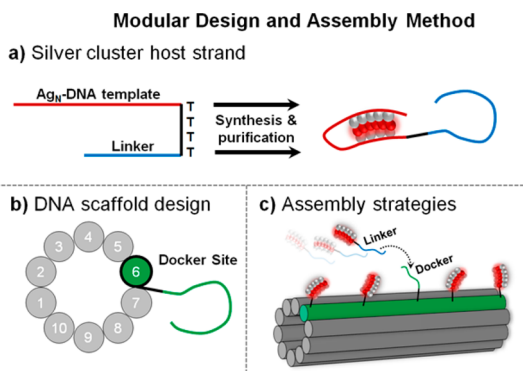 Modular Design and Assembly Method
a) Silver cluster host strand
AgN-DNA template
T
T
T
T
Linker
Synthesis &
purification
b) DNA scaffold design
4
3
5
2
6
1
7
10
8
9
Docker Site
c) Assembly strategies
Linker
Docker